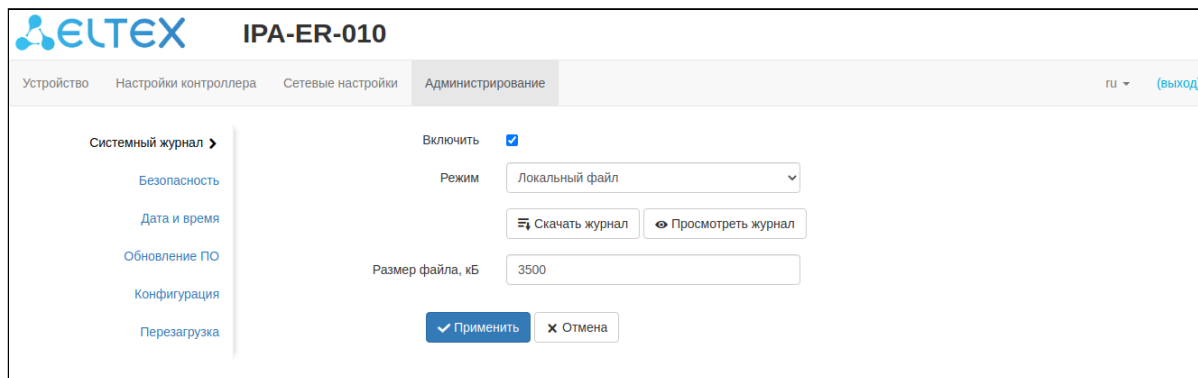 ELTEX IPA-ER-010
Устройство Настройки контроллера Сетевые настройки Администрирование ru (выход)
Системный журнал Включить
Безопасность Режим Локальный файл
Дата и время Скачать журнал Просмотреть журнал
Обновление ПО Размер файла, кБ 3500
Конфигурация
Перезагрузка Применить Отмена